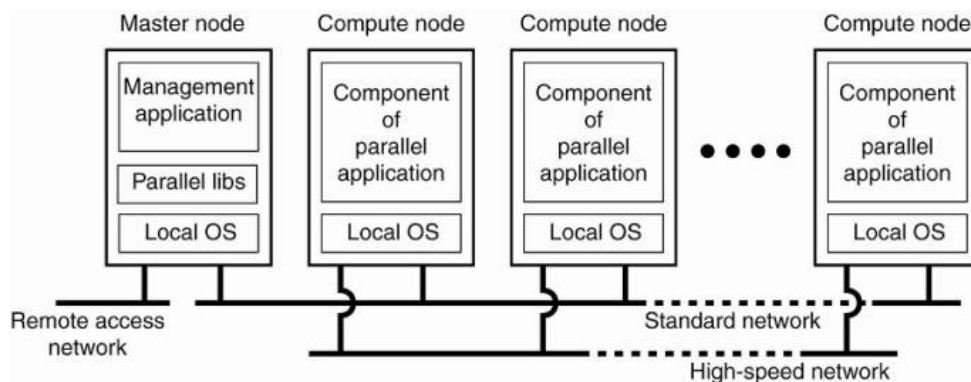 Master node
Compute node
Compute node
Compute node
Management
application
Parallel libs
Local OS
Component
of
parallel
application
Local OS
Component
of
parallel
application
Local OS
Component
of
parallel
application
Local OS
Remote access
network
Standard network
High-speed network